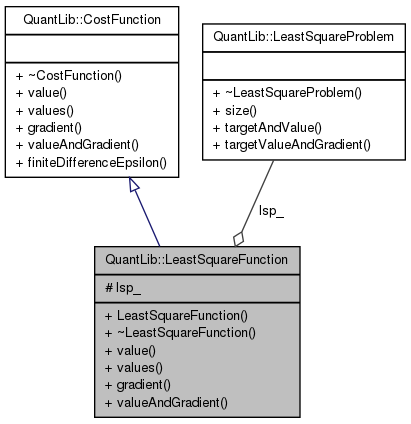 QuantLib::CostFunction
+ ~CostFunction()
+ value()
+ values()
+ gradient()
+ valueAndGradient()
+ finiteDifferenceEpsilon()
QuantLib::LeastSquareProblem
+ ~LeastSquareProblem()
+ size()
+ targetAndValue()
+ targetValueAndGradient()
lsp_
QuantLib::LeastSquareFunction
# lsp_
+ LeastSquareFunction()
+ ~LeastSquareFunction()
+ value()
+ values()
+ gradient()
+ valueAndGradient()